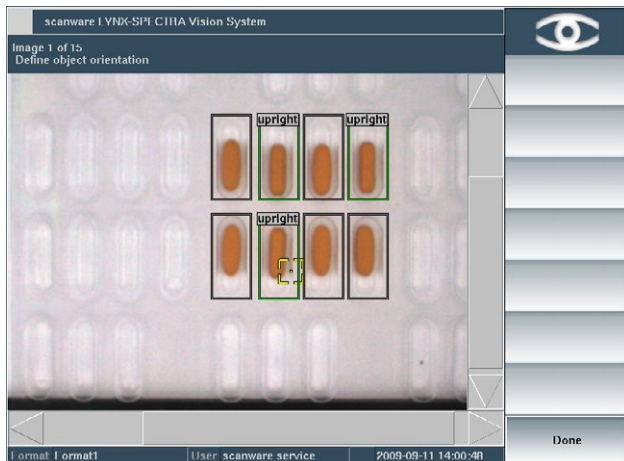 scanware LYNX-SPECTRA Vision System
Image 1 of 15
Define object orientation
upright upright
upright
Done
Format Format1 User scanware service 2009-09-11 14:00:48